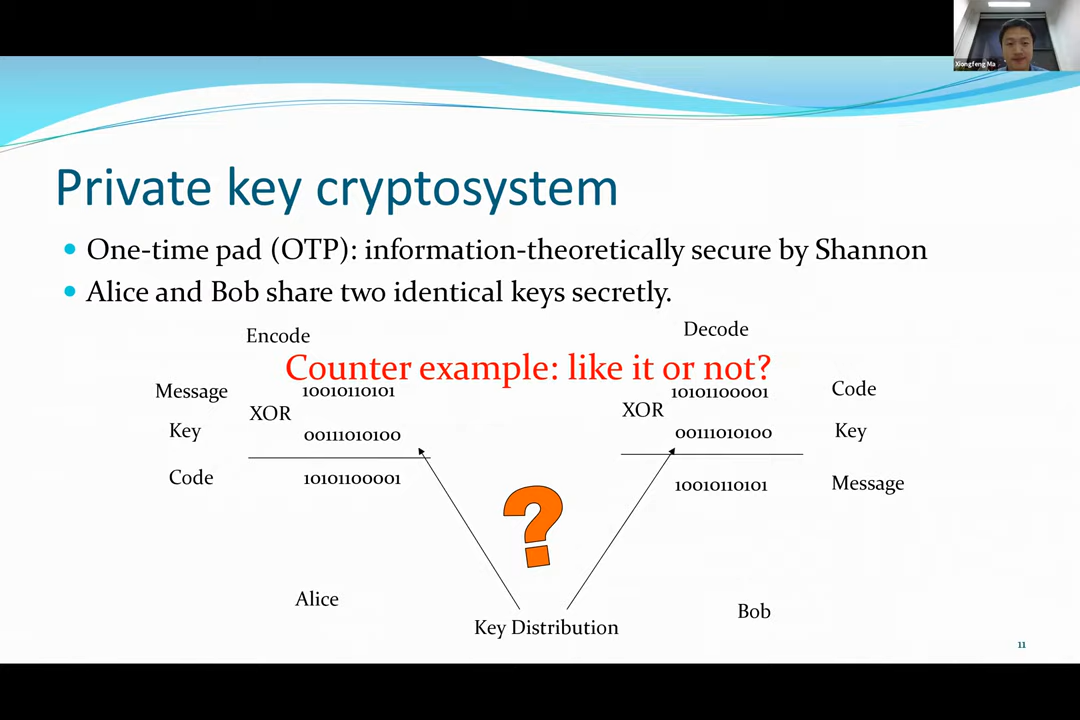 Xiongfeng Ma
Private key cryptosystem
One-time pad (OTP): information-theoretically secure by Shannon
Alice and Bob share two identical keys secretly.
Encode
Decode
Counter example: like it or not?
Message 10010110101
XOR
Key 00111010100
Code 10101100001
10101100001 Code
XOR
00111010100 Key
10010110101 Message
?
Alice
Bob
Key Distribution
11